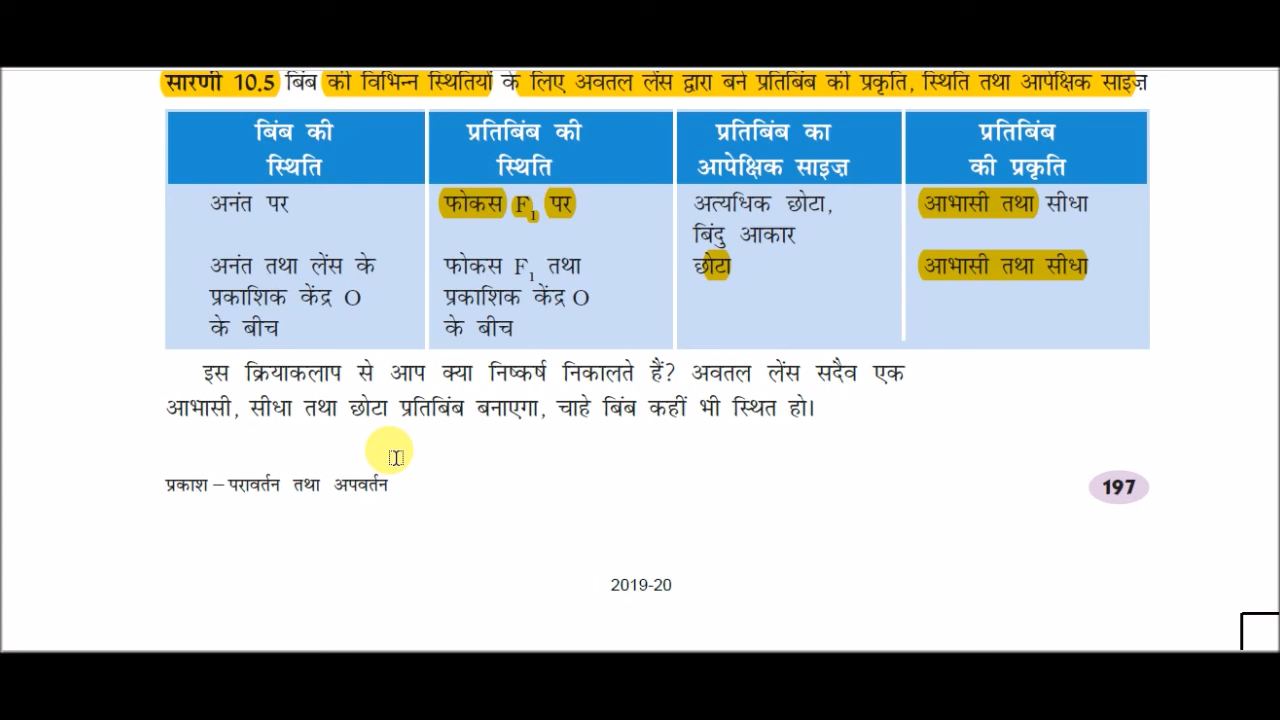 सारणी 10.5 बिंब की विभिन्न स्थितियों के लिए अवतल लेंस द्वारा बने प्रतिबिंब की प्रकृति, स्थिति तथा आपेक्षिक साइज़
बिंब की
स्थिति
प्रतिबिंब की
स्थिति
प्रतिबिंब का
आपेक्षिक साइज़
प्रतिबिंब
की प्रकृति
अनंत पर
फोकस F₁ पर
अत्यधिक छोटा,
बिंदु आकार
आभासी तथा सीधा
अनंत तथा लेंस के
प्रकाशिक केंद्र O
के बीच
फोकस F₁ तथा
प्रकाशिक केंद्र O
के बीच
छोटा
आभासी तथा सीधा
इस क्रियाकलाप से आप क्या निष्कर्ष निकालते हैं? अवतल लेंस सदैव एक
आभासी, सीधा तथा छोटा प्रतिबिंब बनाएगा, चाहे बिंब कहीं भी स्थित हो।
प्रकाश – परावर्तन तथा अपवर्तन
197
2019-20